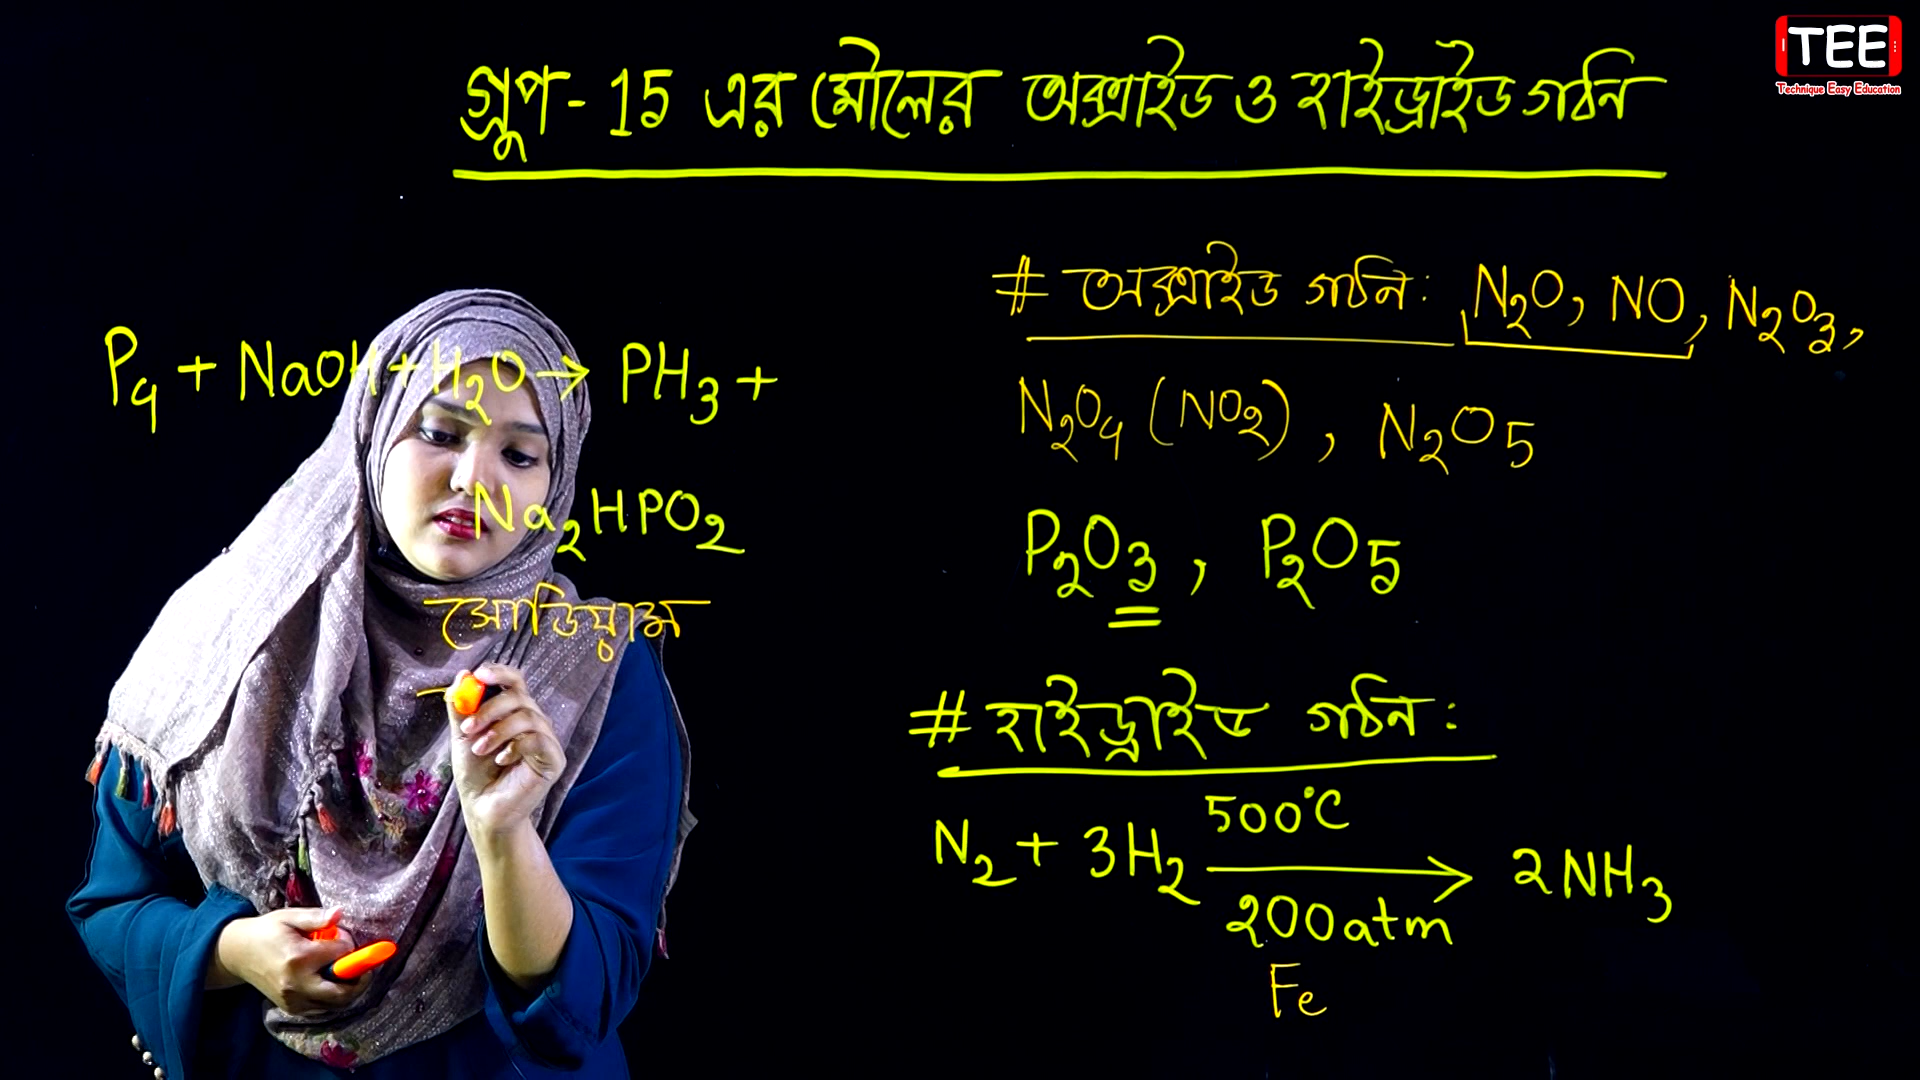 TEE
Technique Easy Education
গ্রুপ - 15 এর মৌলের অক্সাইড ও হাইড্রাইড গঠন
# অক্সাইড গঠন : N₂O, NO, N₂O₃,
N₂O₄ (NO₂) , N₂O₅
P₂O₃ , P₂O₅
# হাইড্রাইড গঠন :
500°C
N₂ + 3H₂ → 2NH₃
200atm
Fe
P₄ + NaOH + H₂O → PH₃ +
Na₂HPO₂
সোডিয়াম